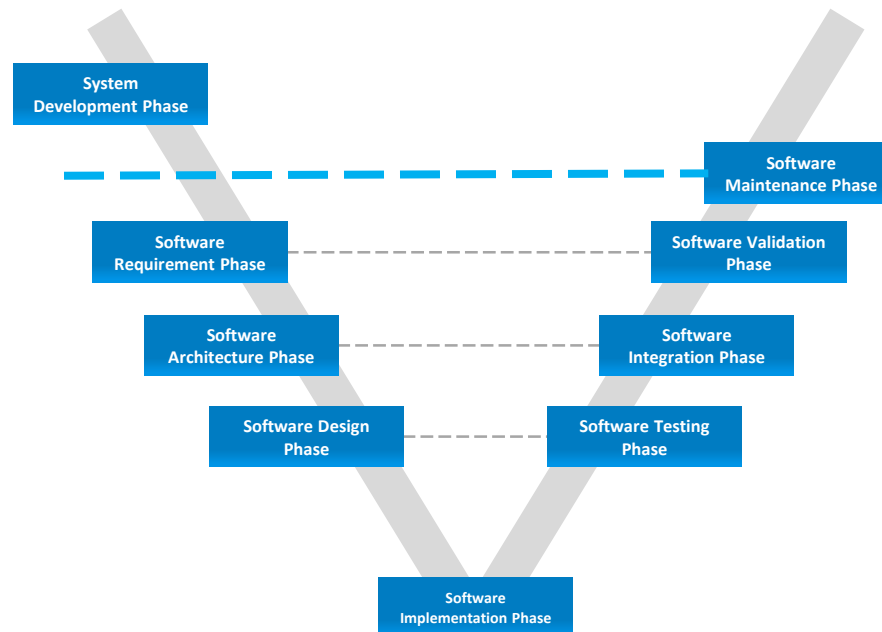 System
Development Phase
Software
Maintenance Phase
Software
Requirement Phase
Software Validation
Phase
Software
Architecture Phase
Software
Integration Phase
Software Design
Phase
Software Testing
Phase
Software
Implementation Phase